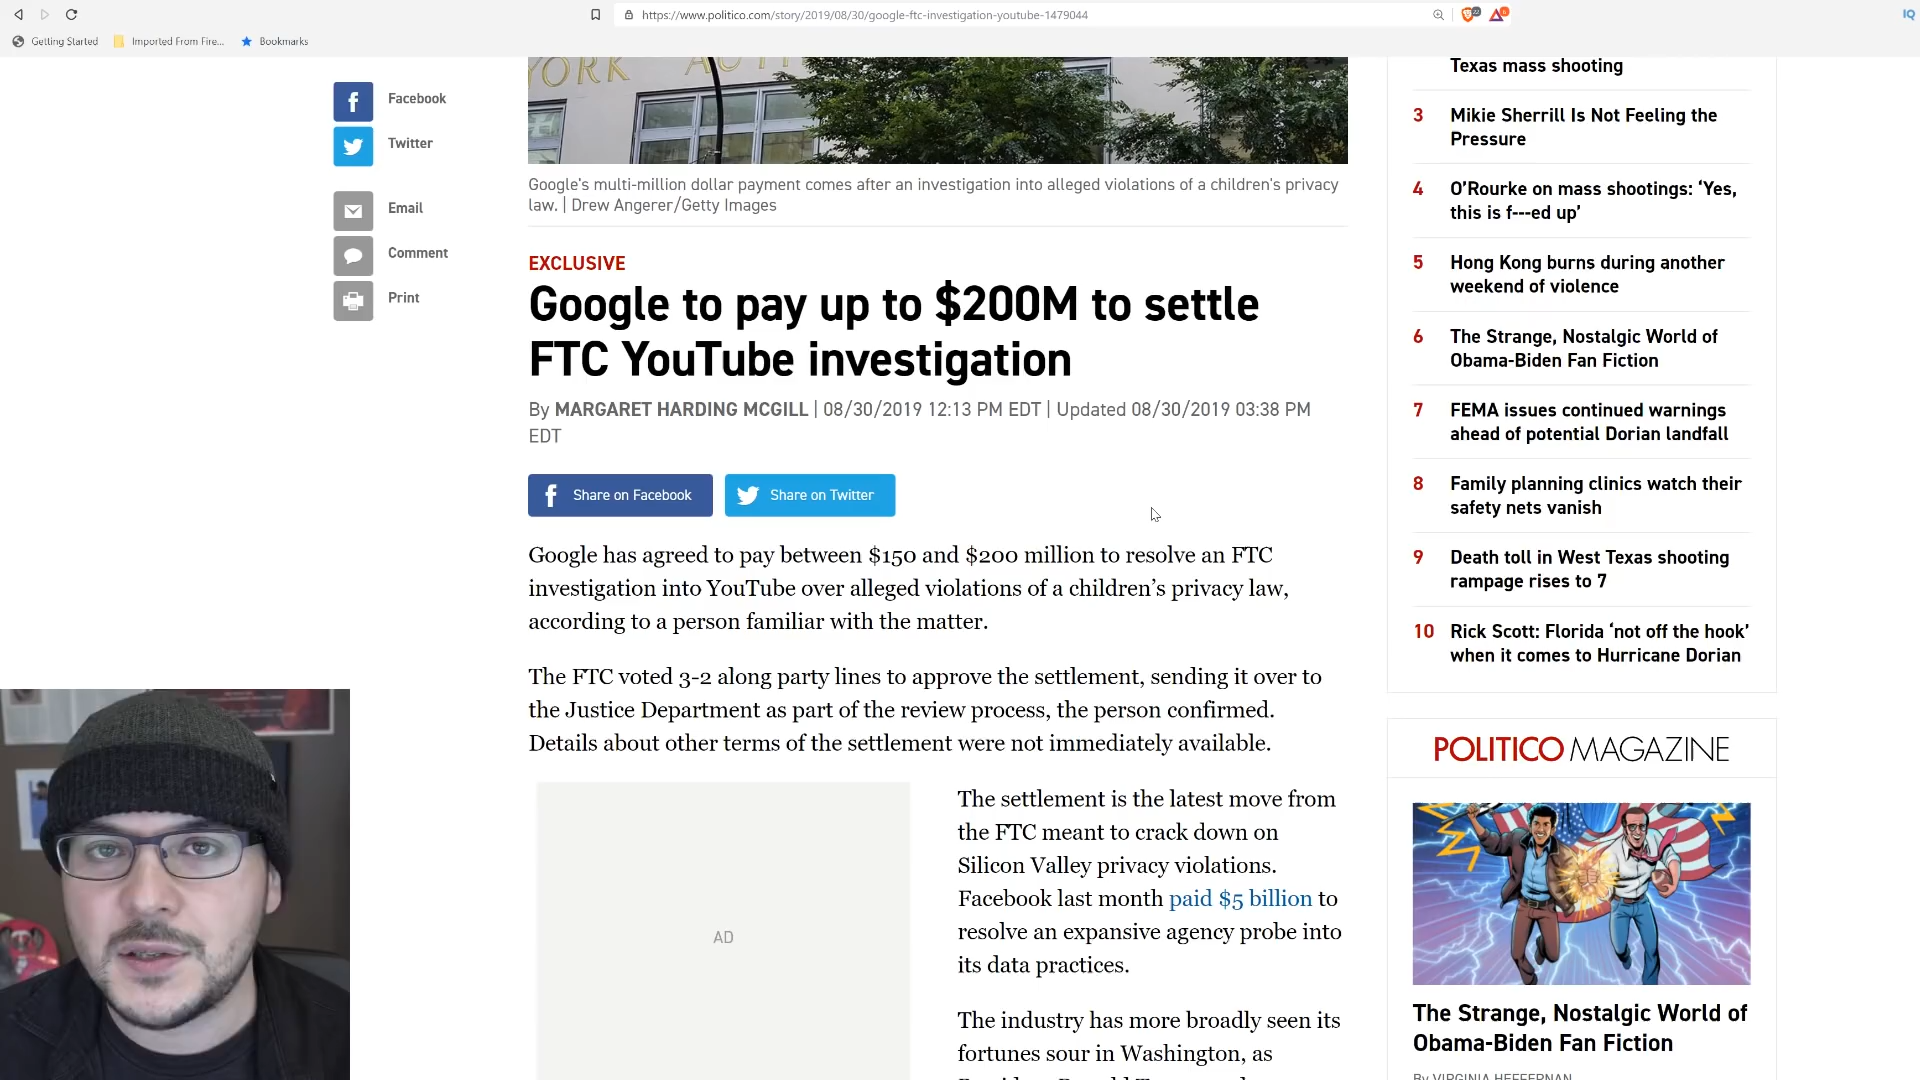 https://www.politico.com/story/2019/08/30/google-ftc-investigation-youtube-1479044
22
IQ
Getting Started
Imported From Fire...
Bookmarks
Facebook
Twitter
Email
Comment
Print
YORK
Google's multi-million dollar payment comes after an investigation into alleged violations of a children's privacy
law. | Drew Angerer/Getty Images
EXCLUSIVE
Google to pay up to $200M to settle
FTC YouTube investigation
By MARGARET HARDING MCGILL | 08/30/2019 12:13 PM EDT | Updated 08/30/2019 03:38 PM
EDT
Share on Facebook
Share on Twitter
Google has agreed to pay between $150 and $200 million to resolve an FTC
investigation into YouTube over alleged violations of a children’s privacy law,
according to a person familiar with the matter.
The FTC voted 3-2 along party lines to approve the settlement, sending it over to
the Justice Department as part of the review process, the person confirmed.
Details about other terms of the settlement were not immediately available.
AD
The settlement is the latest move from
the FTC meant to crack down on
Silicon Valley privacy violations.
Facebook last month paid $5 billion to
resolve an expansive agency probe into
its data practices.
The industry has more broadly seen its
fortunes sour in Washington, as
Texas mass shooting
3 Mikie Sherrill Is Not Feeling the
Pressure
4 O’Rourke on mass shootings: ‘Yes,
this is f---ed up’
5 Hong Kong burns during another
weekend of violence
6 The Strange, Nostalgic World of
Obama-Biden Fan Fiction
7 FEMA issues continued warnings
ahead of potential Dorian landfall
8 Family planning clinics watch their
safety nets vanish
9 Death toll in West Texas shooting
rampage rises to 7
10 Rick Scott: Florida ‘not off the hook’
when it comes to Hurricane Dorian
POLITICO MAGAZINE
The Strange, Nostalgic World of
Obama-Biden Fan Fiction
By VIRGINIA HEFFERNAN